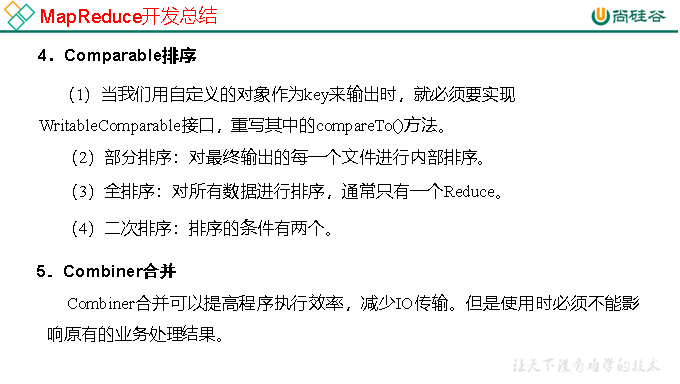 MapReduce开发总结
尚硅谷
4．Comparable排序
（1）当我们用自定义的对象作为key来输出时，就必须要实现
WritableComparable接口，重写其中的compareTo()方法。
（2）部分排序：对最终输出的每一个文件进行内部排序。
（3）全排序：对所有数据进行排序，通常只有一个Reduce。
（4）二次排序：排序的条件有两个。
5．Combiner合并
Combiner合并可以提高程序执行效率，减少IO传输。但是使用时必须不能影
响原有的业务处理结果。
让天下没有难学的技术